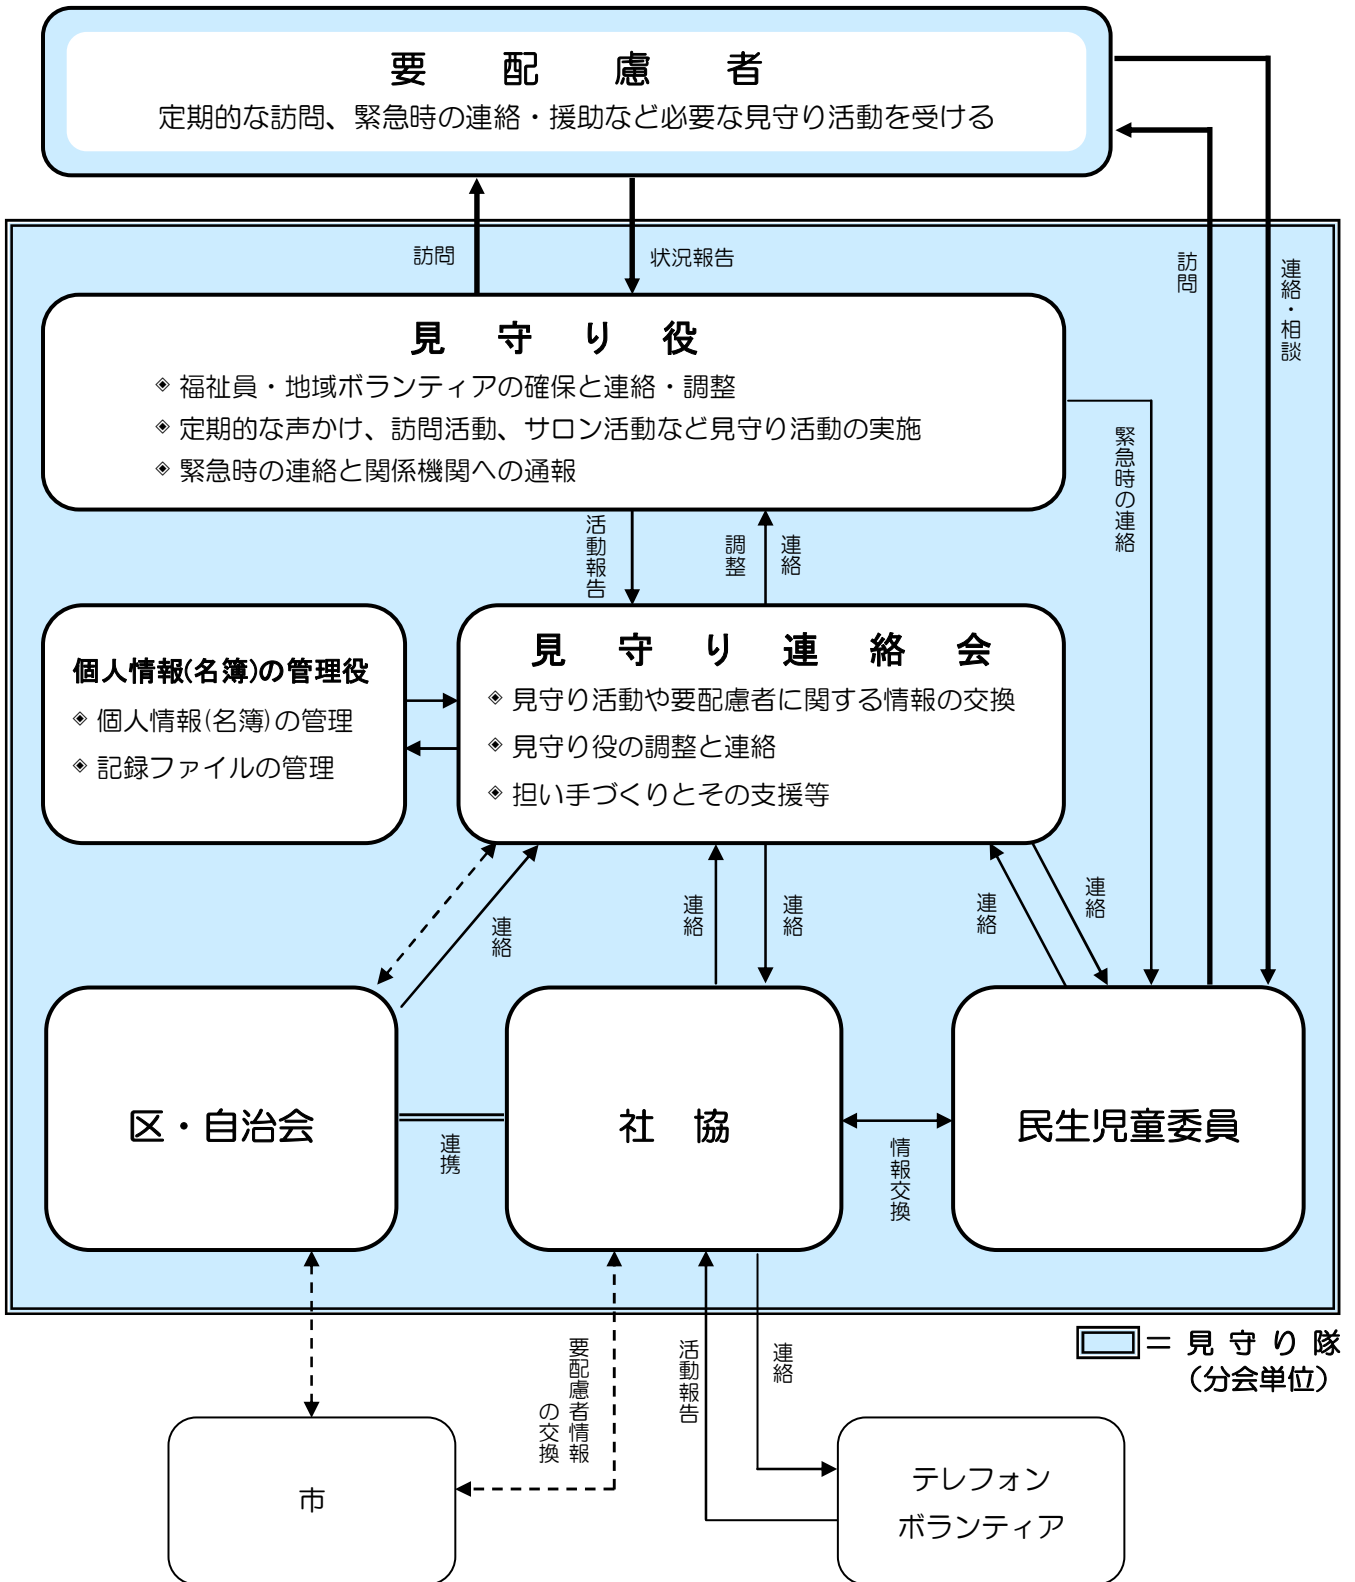 要配慮者
定期的な訪問、緊急時の連絡・援助など必要な見守り活動を受ける
訪問
状況報告
訪問
連絡・相談
見守り役
◈ 福祉員・地域ボランティアの確保と連絡・調整
◈ 定期的な声かけ、訪問活動、サロン活動など見守り活動の実施
◈ 緊急時の連絡と関係機関への通報
緊急時の連絡
活動報告
調整
連絡
個人情報(名簿)の管理役
◈ 個人情報(名簿)の管理
◈ 記録ファイルの管理
見守り連絡会
◈ 見守り活動や要配慮者に関する情報の交換
◈ 見守り役の調整と連絡
◈ 担い手づくりとその支援等
連絡
連絡
連絡
連絡
連絡
区・自治会
連携
社協
情報交換
民生児童委員
要配慮者情報
の交換
活動報告
連絡
＝見守り隊
（分会単位）
市
テレフォン
ボランティア